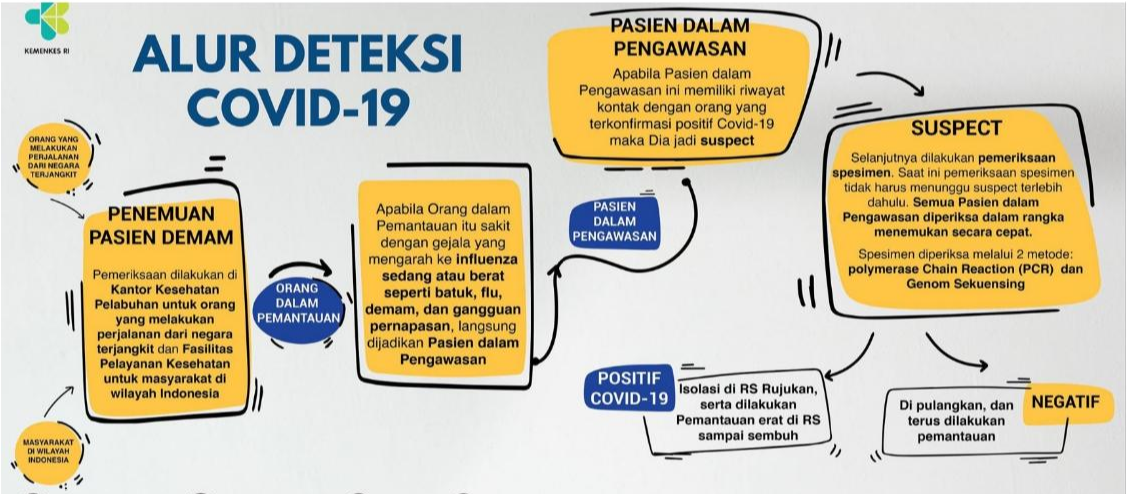 KEMENKES RI
ALUR DETEKSI
COVID-19
ORANG YANG
MELAKUKAN
PERJALANAN
DARI NEGARA
TERJANGKIT
MASYARAKAT
DI WILAYAH
INDONESIA
PENEMUAN
PASIEN DEMAM
Pemeriksaan dilakukan di
Kantor Kesehatan
Pelabuhan untuk orang
yang melakukan
perjalanan dari negara
terjangkit dan Fasilitas
Pelayanan Kesehatan
untuk masyarakat di
wilayah Indonesia
ORANG
DALAM
PEMANTAUAN
Apabila Orang dalam
Pemantauan itu sakit
dengan gejala yang
mengarah ke influenza
sedang atau berat
seperti batuk, flu,
demam, dan gangguan
pernapasan, langsung
dijadikan Pasien dalam
Pengawasan
PASIEN
DALAM
PENGAWASAN
PASIEN DALAM
PENGAWASAN
Apabila Pasien dalam
Pengawasan ini memiliki riwayat
kontak dengan orang yang
terkonfirmasi positif Covid-19
maka Dia jadi suspect
SUSPECT
Selanjutnya dilakukan pemeriksaan
spesimen. Saat ini pemeriksaan spesimen
tidak harus menunggu suspect terlebih
dahulu. Semua Pasien dalam
Pengawasan diperiksa dalam rangka
menemukan secara cepat.
Spesimen diperiksa melalui 2 metode:
polymerase Chain Reaction (PCR) dan
Genom Sekuensing
POSITIF
COVID-19
Isolasi di RS Rujukan,
serta dilakukan
Pemantauan erat di RS
sampai sembuh
Di pulangkan, dan
terus dilakukan
pemantauan
NEGATIF